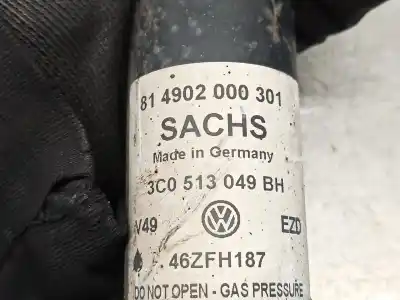 81 4902 000 301
SACHS
Made in Germany
3C0 513 049 BH
V49 EZD
46ZFH187
DO NOT OPEN - GAS PRESSURE